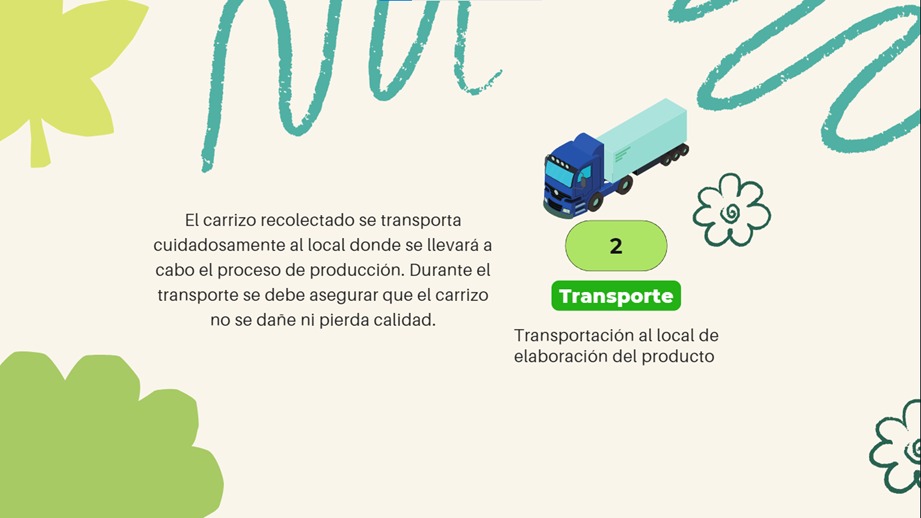 El carrizo recolectado se transporta
cuidadosamente al local donde se llevará a
cabo el proceso de producción. Durante el
transporte se debe asegurar que el carrizo
no se dañe ni pierda calidad.
2
Transporte
Transportación al local de
elaboración del producto